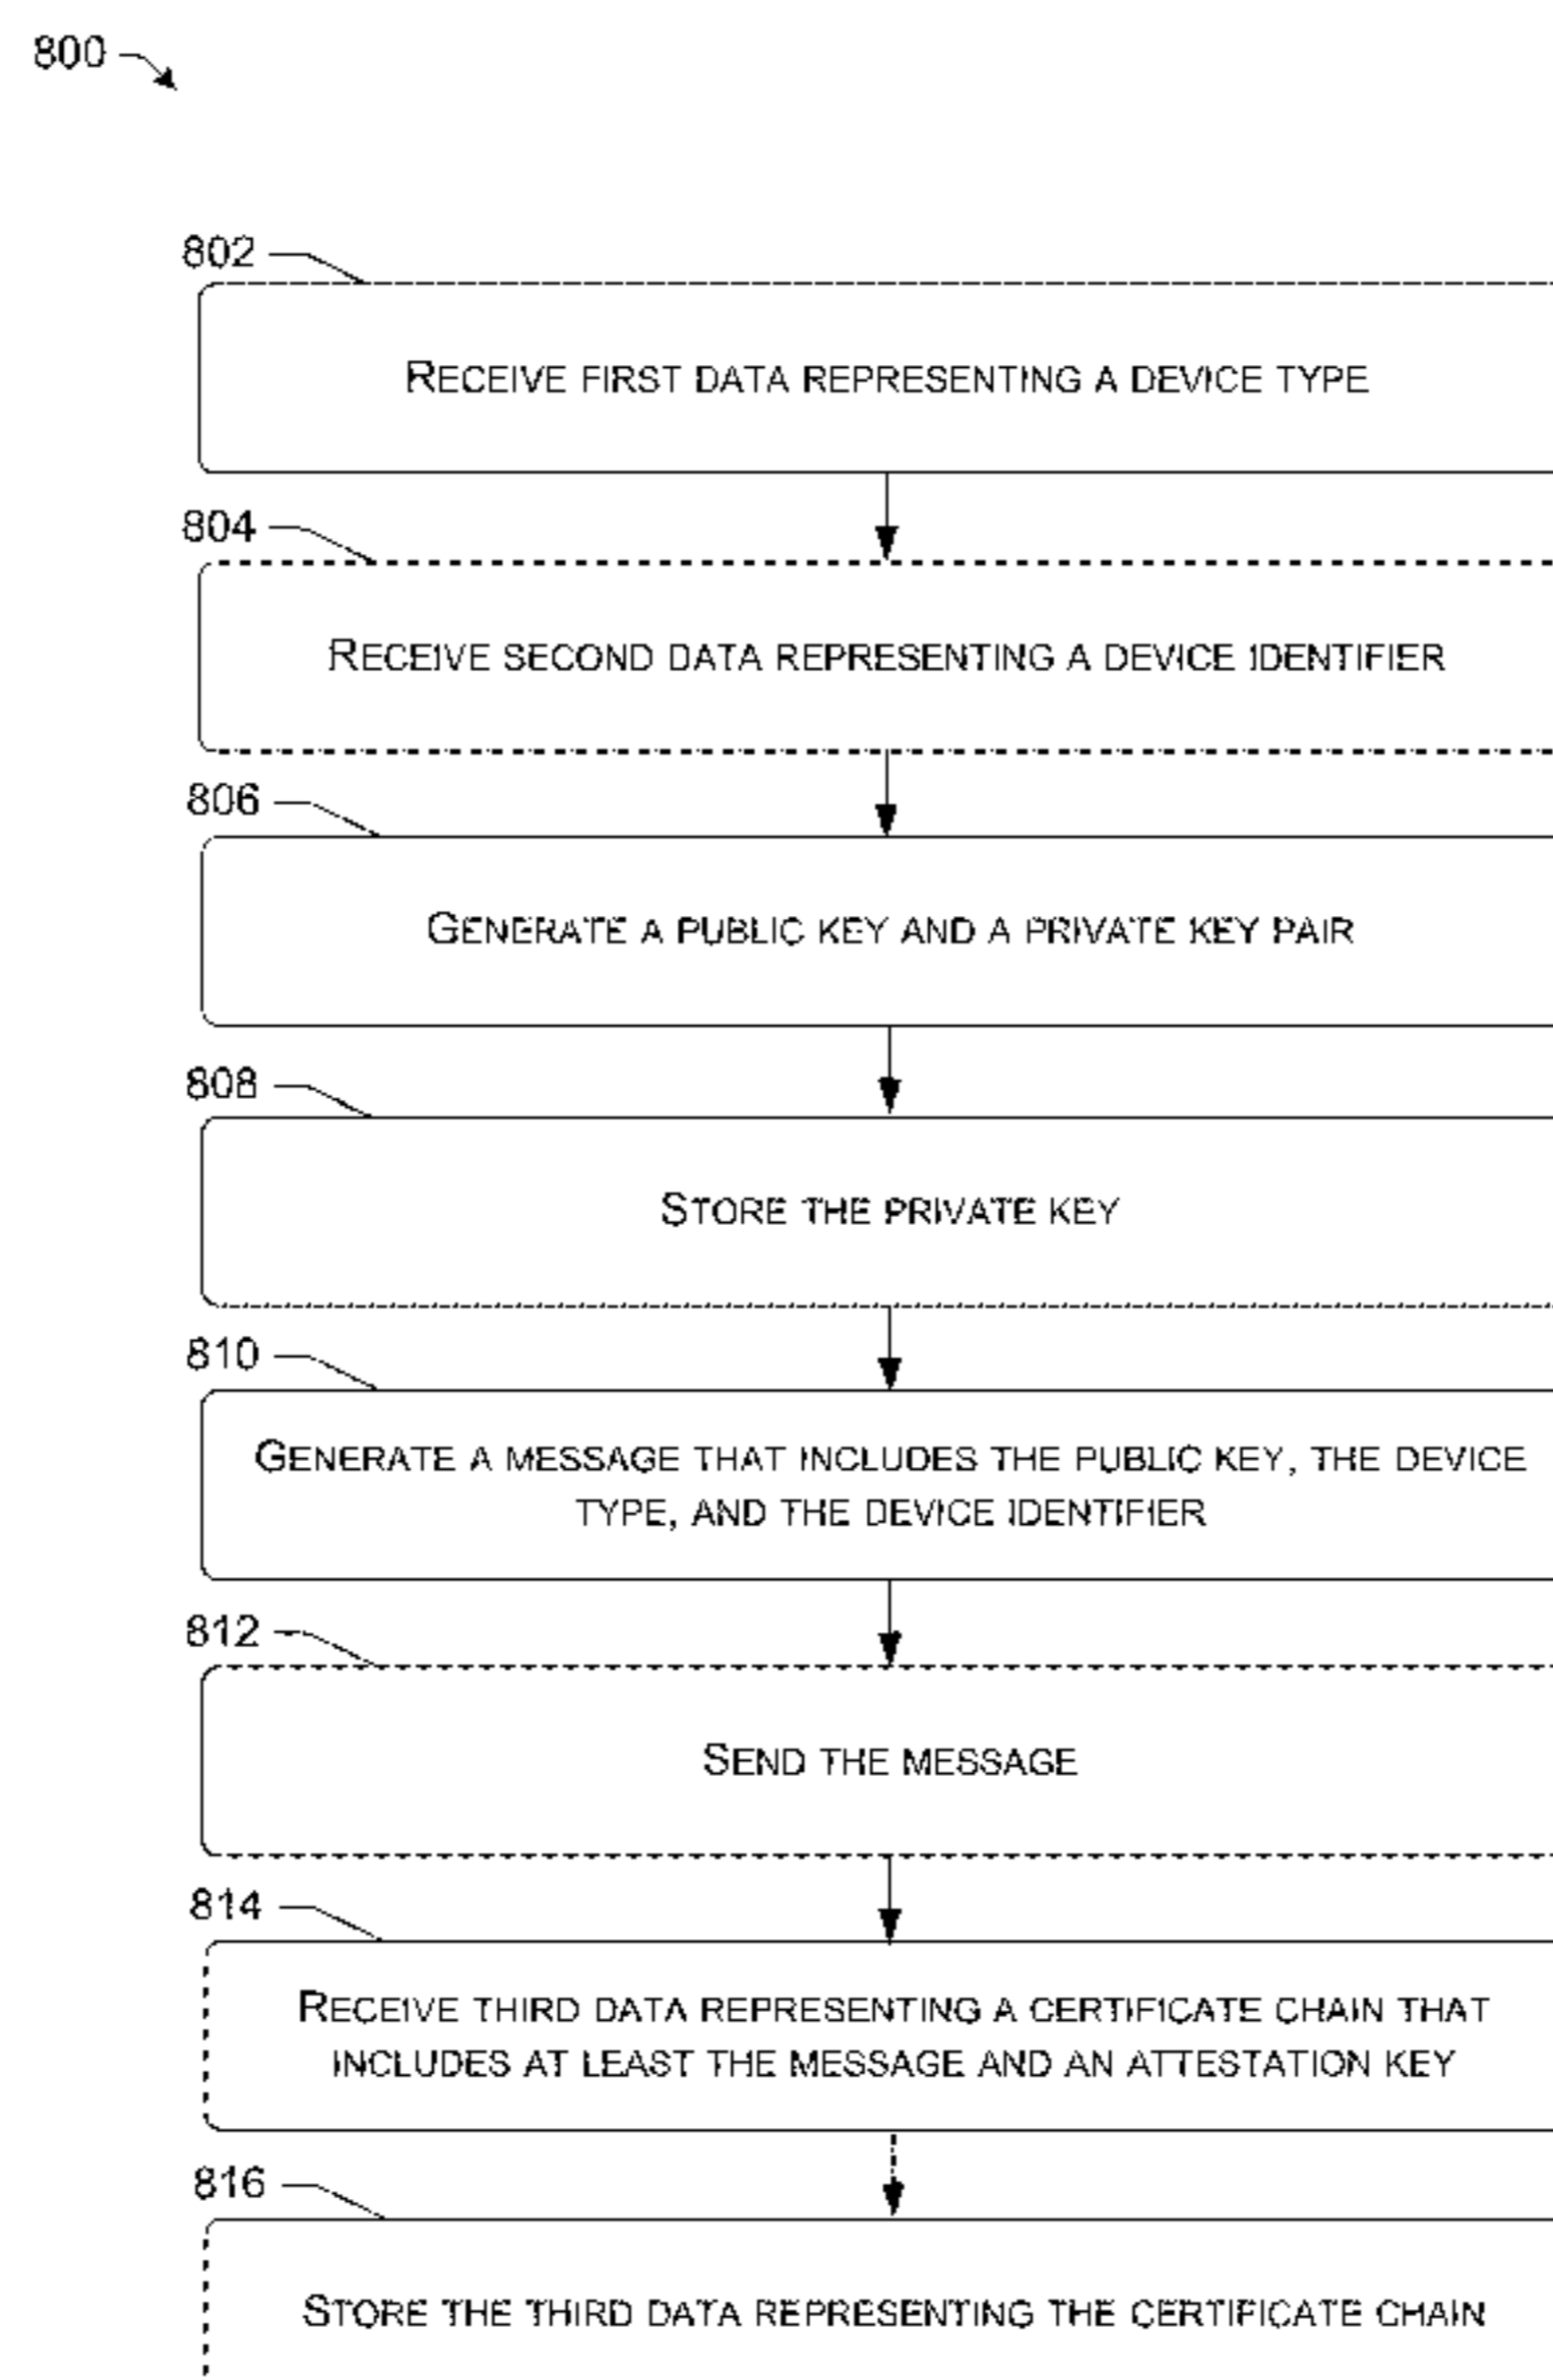 800
802
RECEIVE FIRST DATA REPRESENTING A DEVICE TYPE
804
RECEIVE SECOND DATA REPRESENTING A DEVICE IDENTIFIER
806
GENERATE A PUBLIC KEY AND A PRIVATE KEY PAIR
808
STORE THE PRIVATE KEY
810
GENERATE A MESSAGE THAT INCLUDES THE PUBLIC KEY, THE DEVICE
TYPE, AND THE DEVICE IDENTIFIER
812
SEND THE MESSAGE
814
RECEIVE THIRD DATA REPRESENTING A CERTIFICATE CHAIN THAT
INCLUDES AT LEAST THE MESSAGE AND AN ATTESTATION KEY
816
STORE THE THIRD DATA REPRESENTING THE CERTIFICATE CHAIN